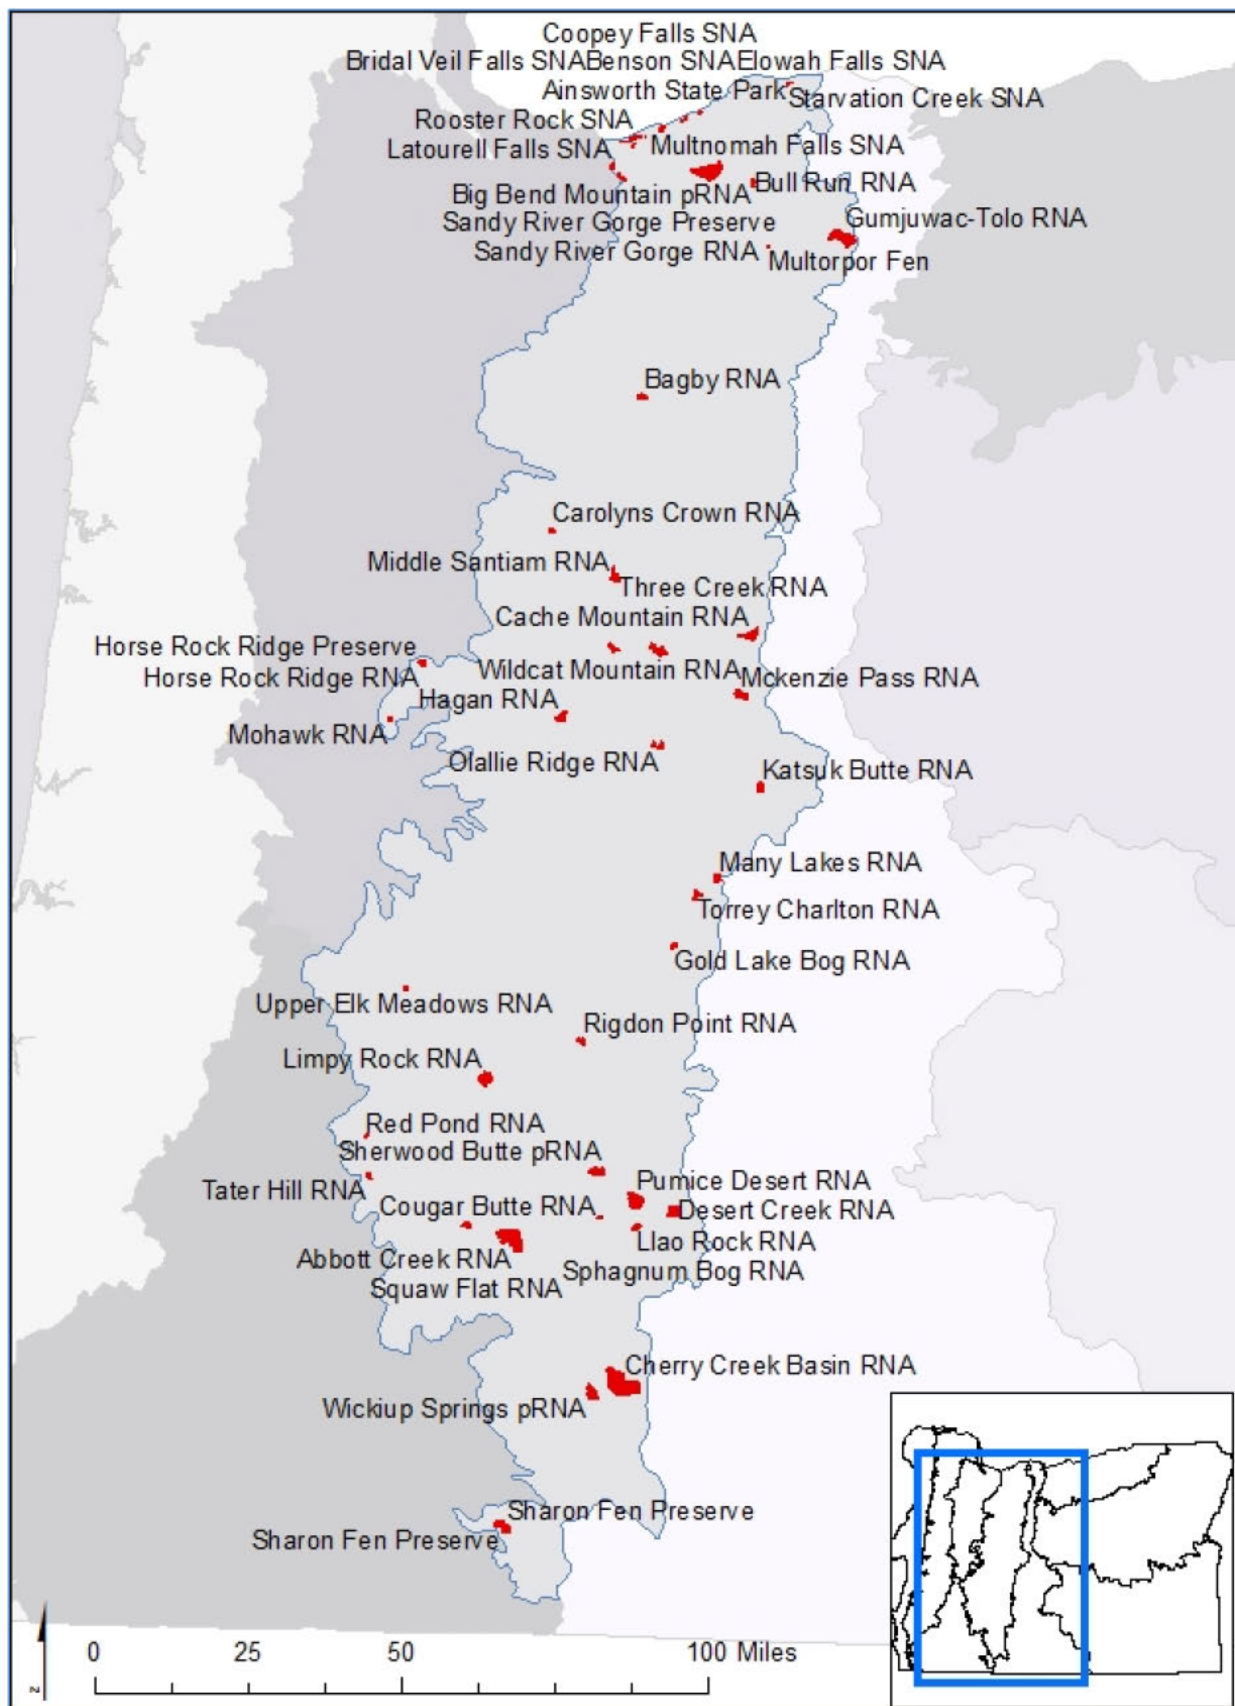 Coopey Falls SNA
Bridal Veil Falls SNABenson SNAElowah Falls SNA
Ainsworth State Park
Starvation Creek SNA
Rooster Rock SNA
Latourell Falls SNA
Multnomah Falls SNA
Big Bend Mountain pRNA
Bull Run RNA
Sandy River Gorge Preserve
Gumjuwac-Tolo RNA
Sandy River Gorge RNA
Multorpor Fen
Bagby RNA
Carolyns Crown RNA
Middle Santiam RNA
Three Creek RNA
Cache Mountain RNA
Horse Rock Ridge Preserve
Wildcat Mountain RNA
Horse Rock Ridge RNA
Mckenzie Pass RNA
Hagan RNA
Mohawk RNA
Olallie Ridge RNA
Katsuk Butte RNA
Many Lakes RNA
Torrey Charlton RNA
Gold Lake Bog RNA
Upper Elk Meadows RNA
Rigdon Point RNA
Limpy Rock RNA
Red Pond RNA
Sherwood Butte pRNA
Tater Hill RNA
Pumice Desert RNA
Cougar Butte RNA
Desert Creek RNA
Llao Rock RNA
Abbott Creek RNA
Sphagnum Bog RNA
Squaw Flat RNA
Cherry Creek Basin RNA
Wickiup Springs pRNA
Sharon Fen Preserve
Sharon Fen Preserve
0 25 50 100 Miles
z